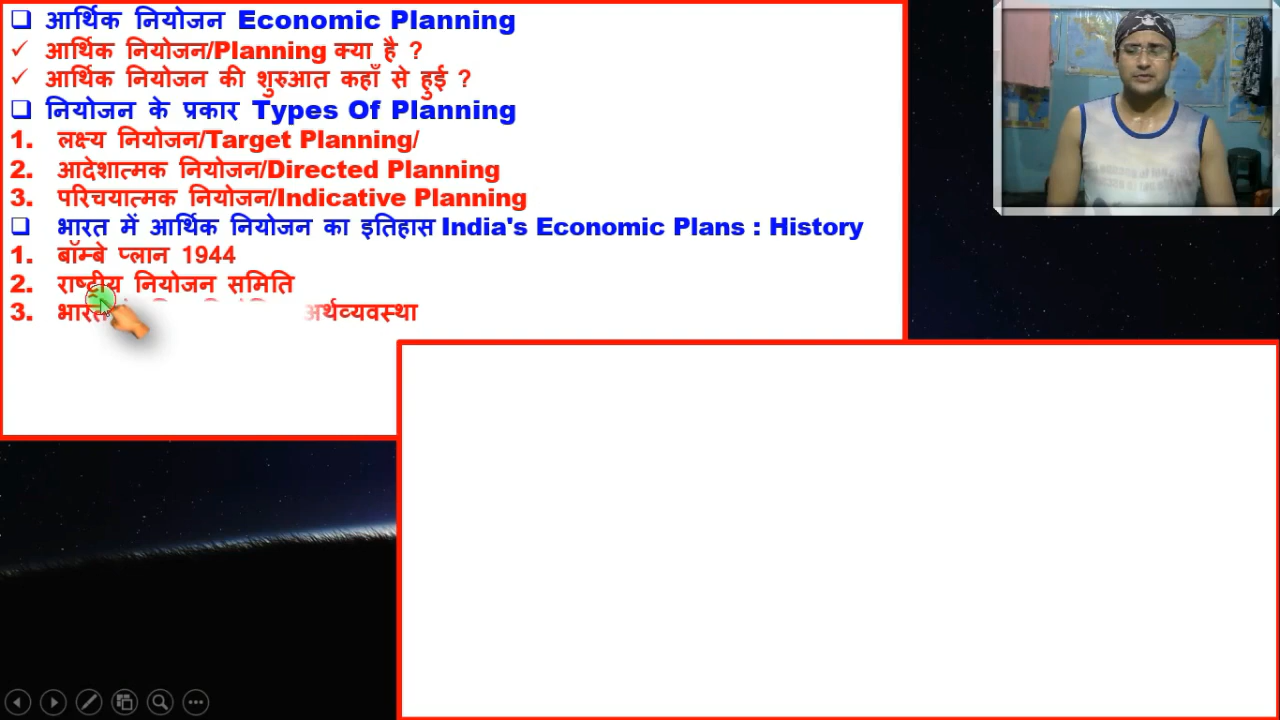 ❑ आर्थिक नियोजन Economic Planning
✓ आर्थिक नियोजन/Planning क्या है ?
✓ आर्थिक नियोजन की शुरुआत कहाँ से हुई ?
❑ नियोजन के प्रकार Types Of Planning
1. लक्ष्य नियोजन/Target Planning/
2. आदेशात्मक नियोजन/Directed Planning
3. परिचयात्मक नियोजन/Indicative Planning
❑ भारत में आर्थिक नियोजन का इतिहास India's Economic Plans : History
1. बॉम्बे प्लान 1944
2. राष्ट्रीय नियोजन समिति
3. अर्थव्यवस्था